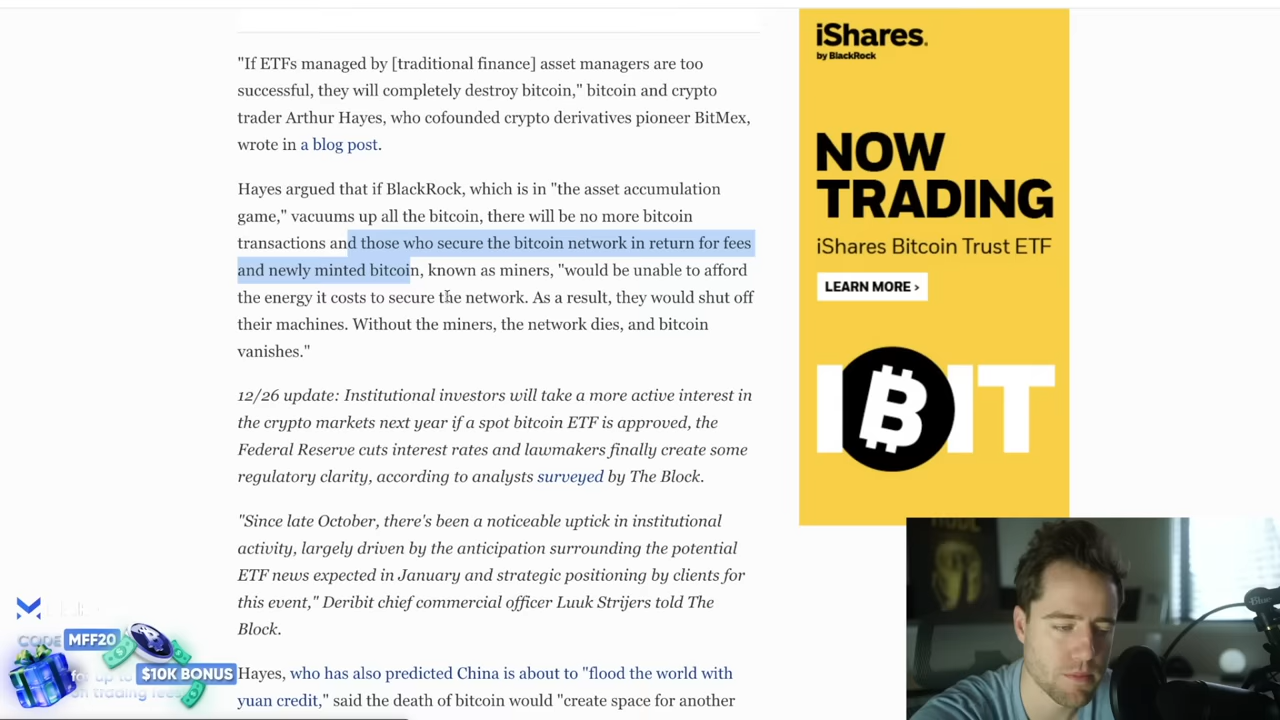 "If ETFs managed by [traditional finance] asset managers are too
successful, they will completely destroy bitcoin," bitcoin and crypto
trader Arthur Hayes, who cofounded crypto derivatives pioneer BitMex,
wrote in a blog post.
Hayes argued that if BlackRock, which is in "the asset accumulation
game," vacuums up all the bitcoin, there will be no more bitcoin
transactions and those who secure the bitcoin network in return for fees
and newly minted bitcoin, known as miners, "would be unable to afford
the energy it costs to secure the network. As a result, they would shut off
their machines. Without the miners, the network dies, and bitcoin
vanishes."
12/26 update: Institutional investors will take a more active interest in
the crypto markets next year if a spot bitcoin ETF is approved, the
Federal Reserve cuts interest rates and lawmakers finally create some
regulatory clarity, according to analysts surveyed by The Block.
"Since late October, there's been a noticeable uptick in institutional
activity, largely driven by the anticipation surrounding the potential
ETF news expected in January and strategic positioning by clients for
this event," Deribit chief commercial officer Luuk Strijers told The
Block.
Hayes, who has also predicted China is about to "flood the world with
yuan credit," said the death of bitcoin would "create space for another
iShares.
by BlackRock
NOW
TRADING
iShares Bitcoin Trust ETF
LEARN MORE ›
IBIT
CODE MFF20
$10K BONUS
on trading fees
Blue